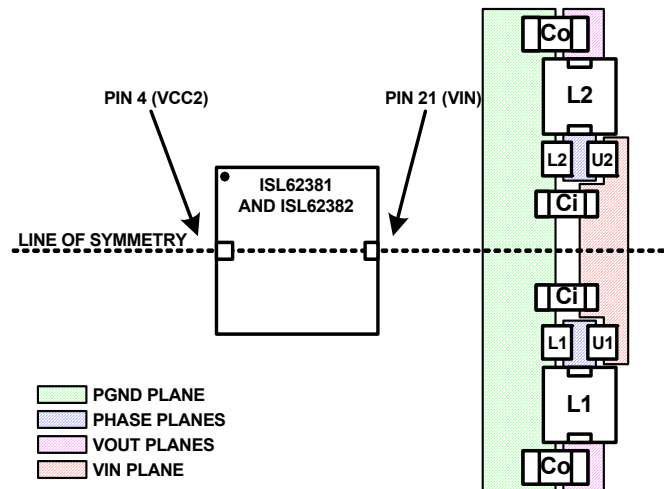 Co
L2
PIN 4 (VCC2)
PIN 21 (VIN)
L2
U2
ISL62381
AND ISL62382
Ci
LINE OF SYMMETRY
Ci
L1
U1
PGND PLANE
PHASE PLANES
VOUT PLANES
VIN PLANE
L1
Co